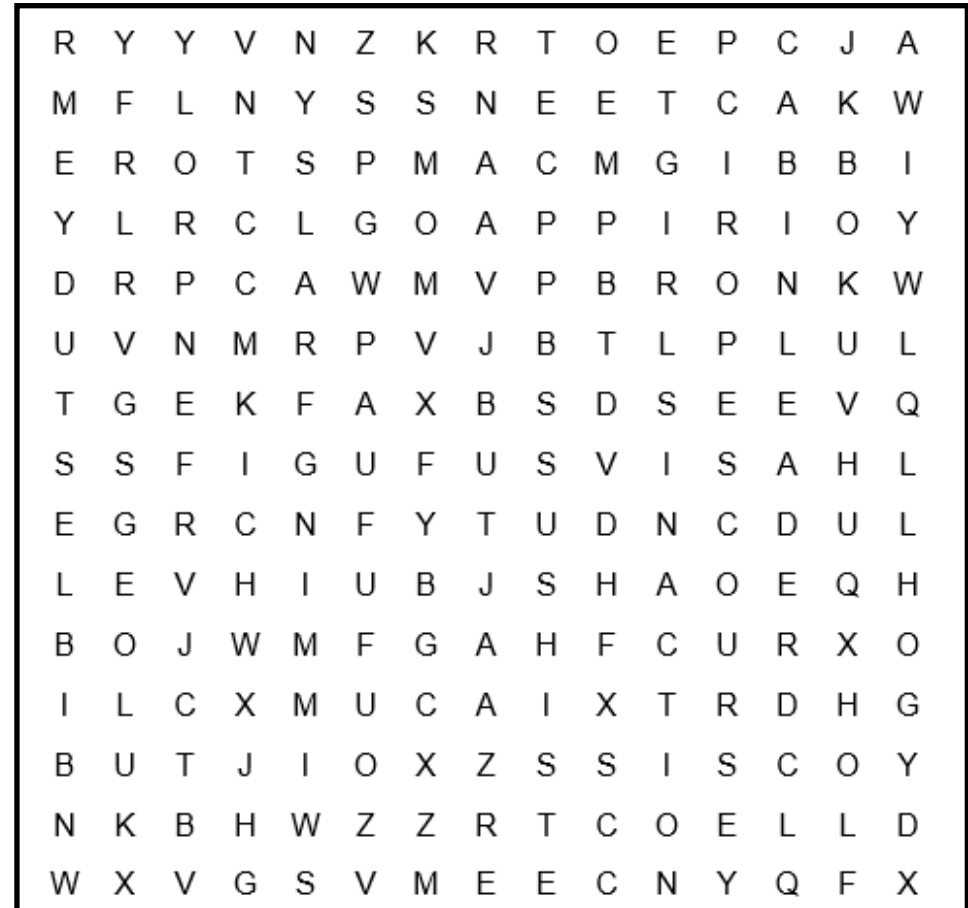 R Y Y V N Z K R T O E P C J A
M F L N Y S S N E E T C A K W
E R O T S P M A C M G I B B I
Y L R C L G O A P P I R I O Y
D R P C A W M V P B R O N K W
U V N M R P V J B T L P L U L
T G E K F A X B S D S E E V Q
S S F I G U F U S V I S A H L
E G R C N F Y T U D N C D U L
L E V H I U B J S H A O E Q H
B O J W M F G A H F C U R X O
I L C X M U C A I X T R D H G
B U T J I O X Z S S I S C O Y
N K B H W Z Z R T C O E L L D
W X V G S V M E E C N Y Q F X